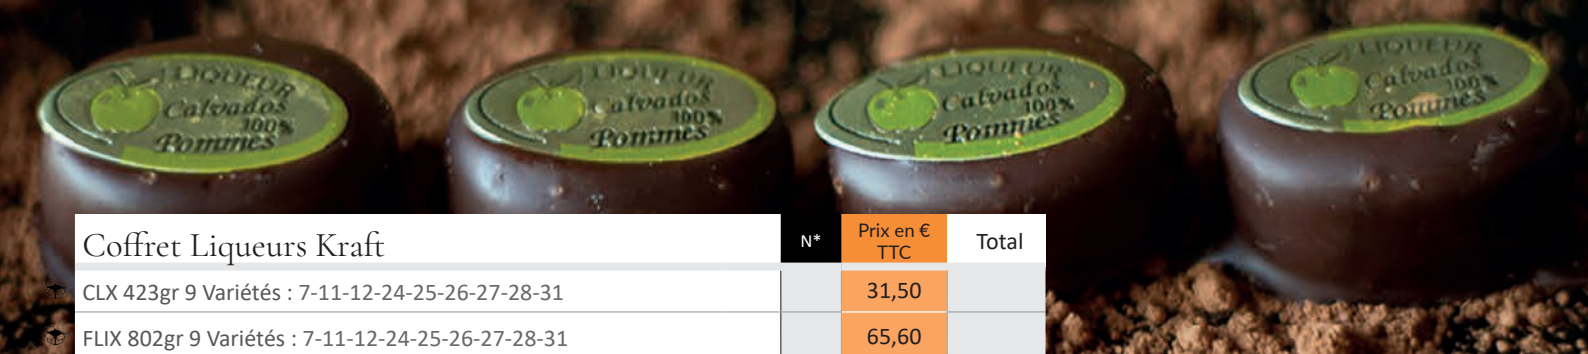 LIQUEUR
Calvados
100%
Pommes
LIQUEUR
Calvados
100%
Pommes
LIQUEUR
Calvados
100%
Pommes
LIQUEUR
Calvados
100%
Pommes
Coffret Liqueurs Kraft
N*
Prix en €
TTC
Total
CLX 423gr 9 Variétés : 7-11-12-24-25-26-27-28-31
31,50
FLIX 802gr 9 Variétés : 7-11-12-24-25-26-27-28-31
65,60